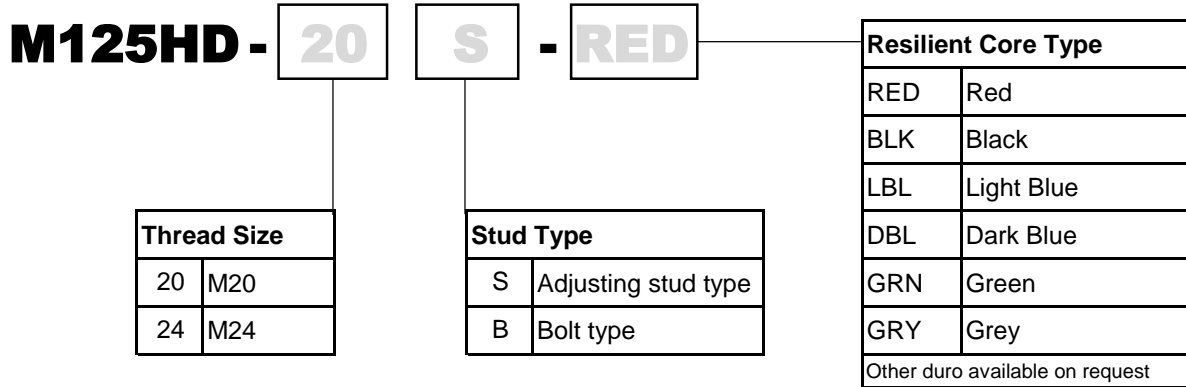 M125HD - 20 S - RED
Resilient Core Type
RED Red
BLK Black
LBL Light Blue
DBL Dark Blue
GRN Green
GRY Grey
Other duro available on request
Thread Size
20 M20
24 M24
Stud Type
S Adjusting stud type
B Bolt type